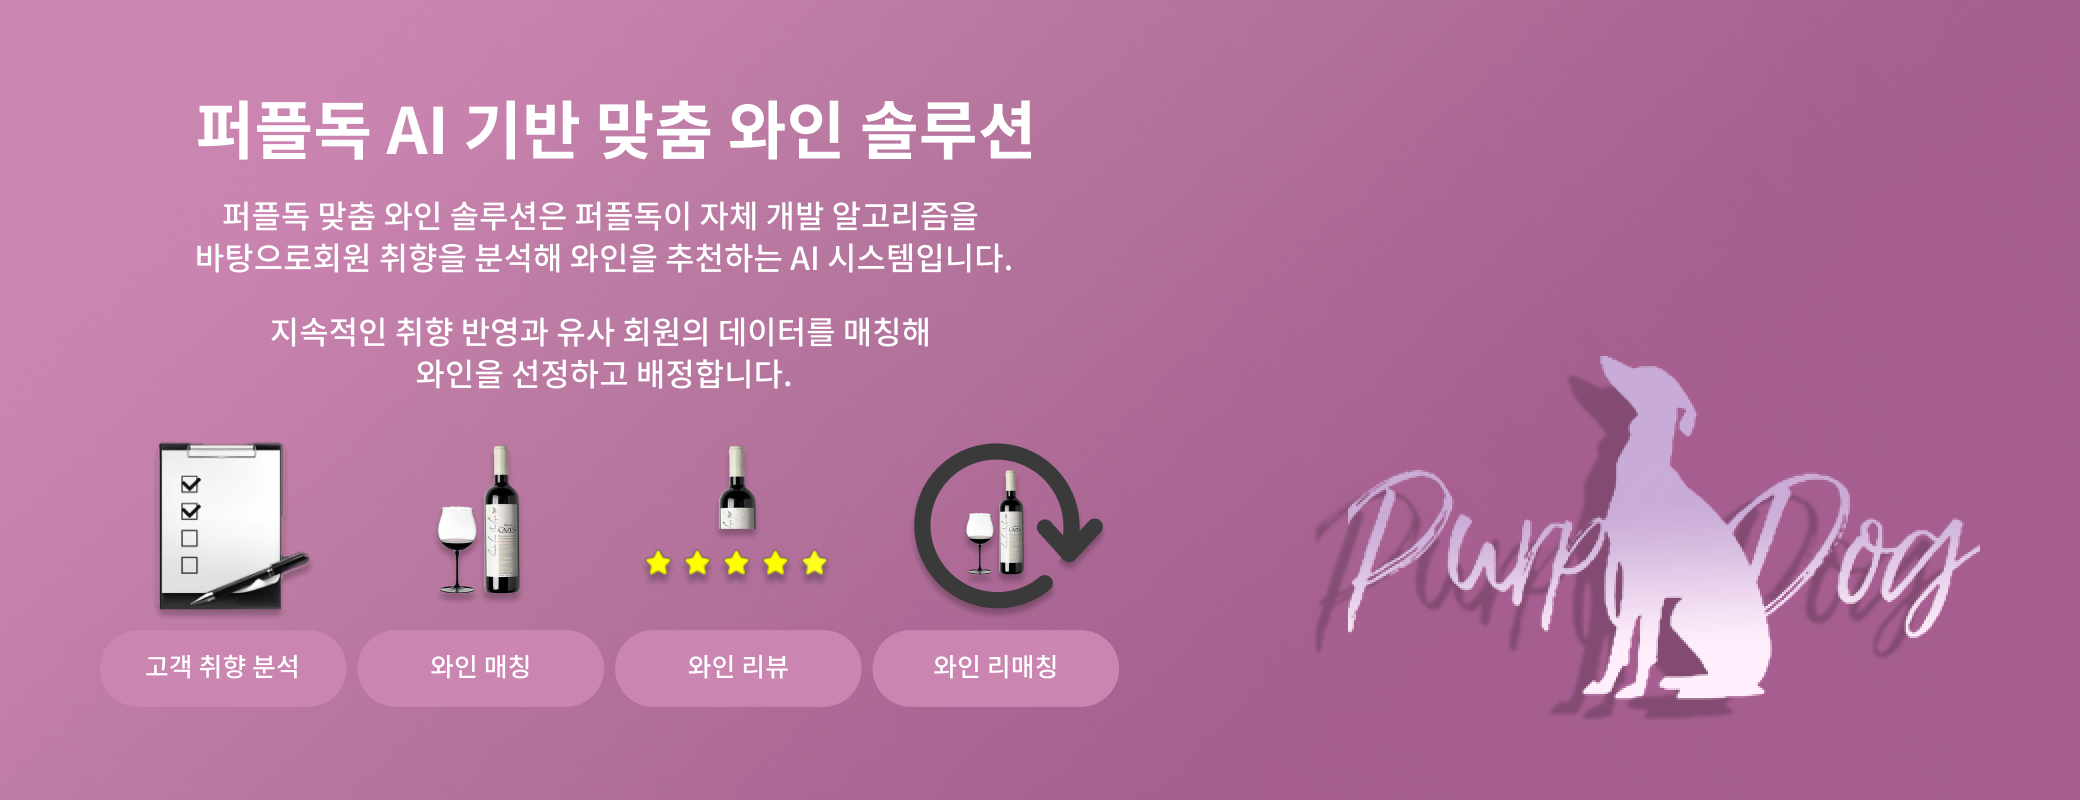 퍼플독 AI 기반 맞춤 와인 솔루션
퍼플독 맞춤 와인 솔루션은 퍼플독이 자체 개발 알고리즘을
바탕으로회원 취향을 분석해 와인을 추천하는 AI 시스템입니다.
지속적인 취향 반영과 유사 회원의 데이터를 매칭해
와인을 선정하고 배정합니다.
고객 취향 분석
와인 매칭
와인 리뷰
와인 리매칭
Purp Dog